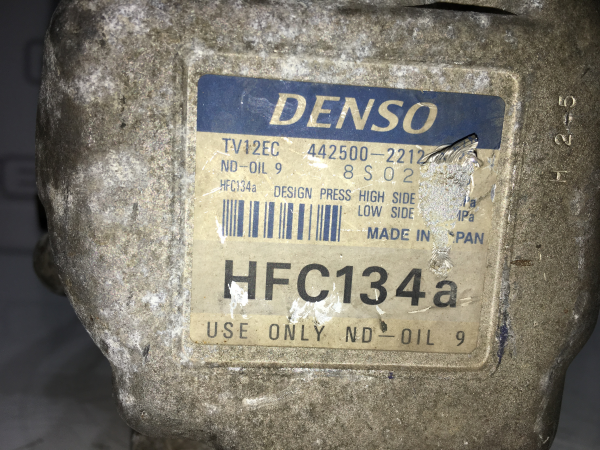 DENSO
TV12EC 442500-2212
ND-OIL 9 8S02
HFC134a DESIGN PRESS HIGH SIDE
LOW SIDE MPa
MADE IN JAPAN
HFC134a
USE ONLY ND-OIL 9
H 2-5